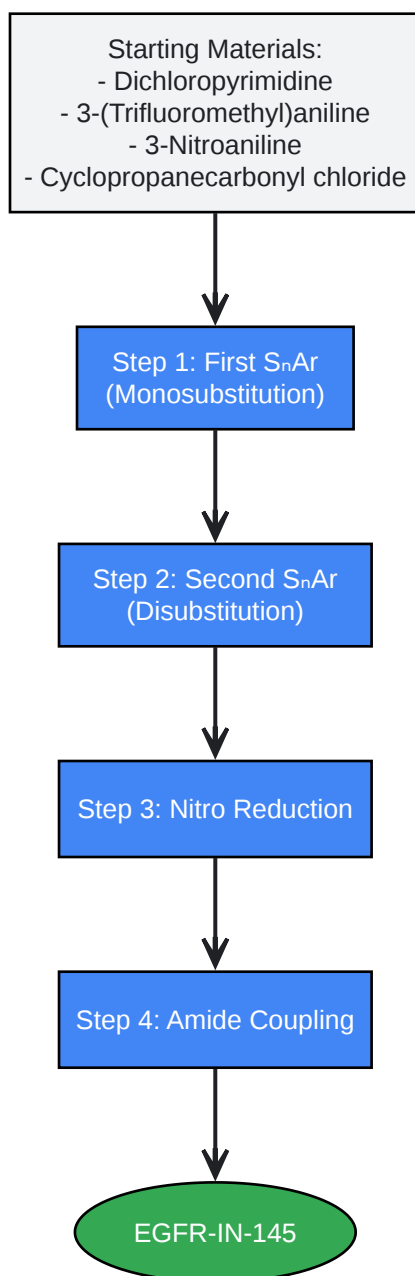 Starting Materials:
- Dichloropyrimidine
- 3-(Trifluoromethyl)aniline
- 3-Nitroaniline
- Cyclopropanecarbonyl chloride
Step 1: First SₙAr
(Monosubstitution)
Step 2: Second SₙAr
(Disubstitution)
Step 3: Nitro Reduction
Step 4: Amide Coupling
EGFR-IN-145